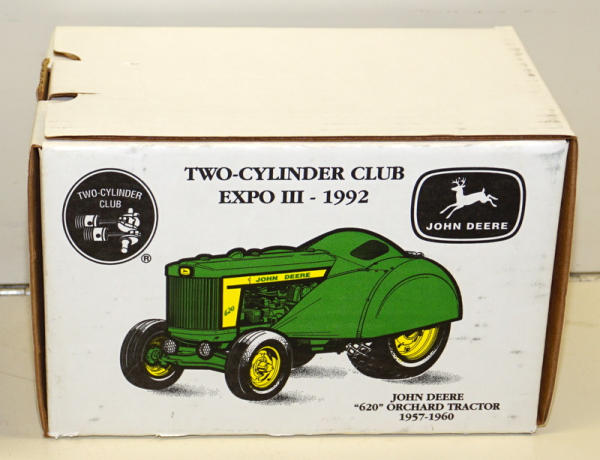 TWO-CYLINDER CLUB
EXPO III - 1992
TWO-CYLINDER
CLUB
®
JOHN DEERE
JOHN DEERE
620
JOHN DEERE
"620" ORCHARD TRACTOR
1957-1960